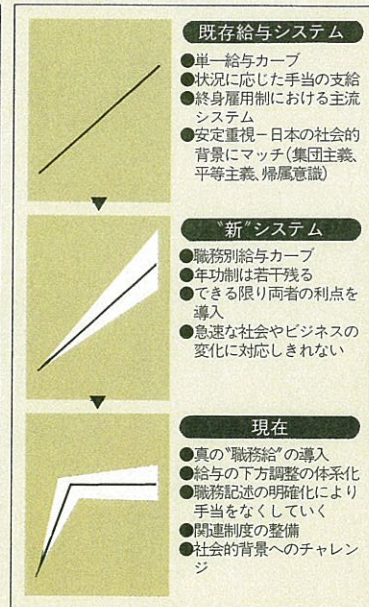 既存給与システム
●単一給与カーブ
●状況に応じた手当の支給
●終身雇用制における主流
システム
●安定重視－日本の社会的
背景にマッチ(集団主義、
平等主義、帰属意識)
"新"システム
●職務別給与カーブ
●年功制は若干残る
●できる限り両者の利点を
導入
●急速な社会やビジネスの
変化に対応しきれない
現在
●真の"職務給"の導入
●給与の下方調整の体系化
●職務記述の明確化により
手当をなくしていく
●関連制度の整備
●社会的背景へのチャレン
ジ